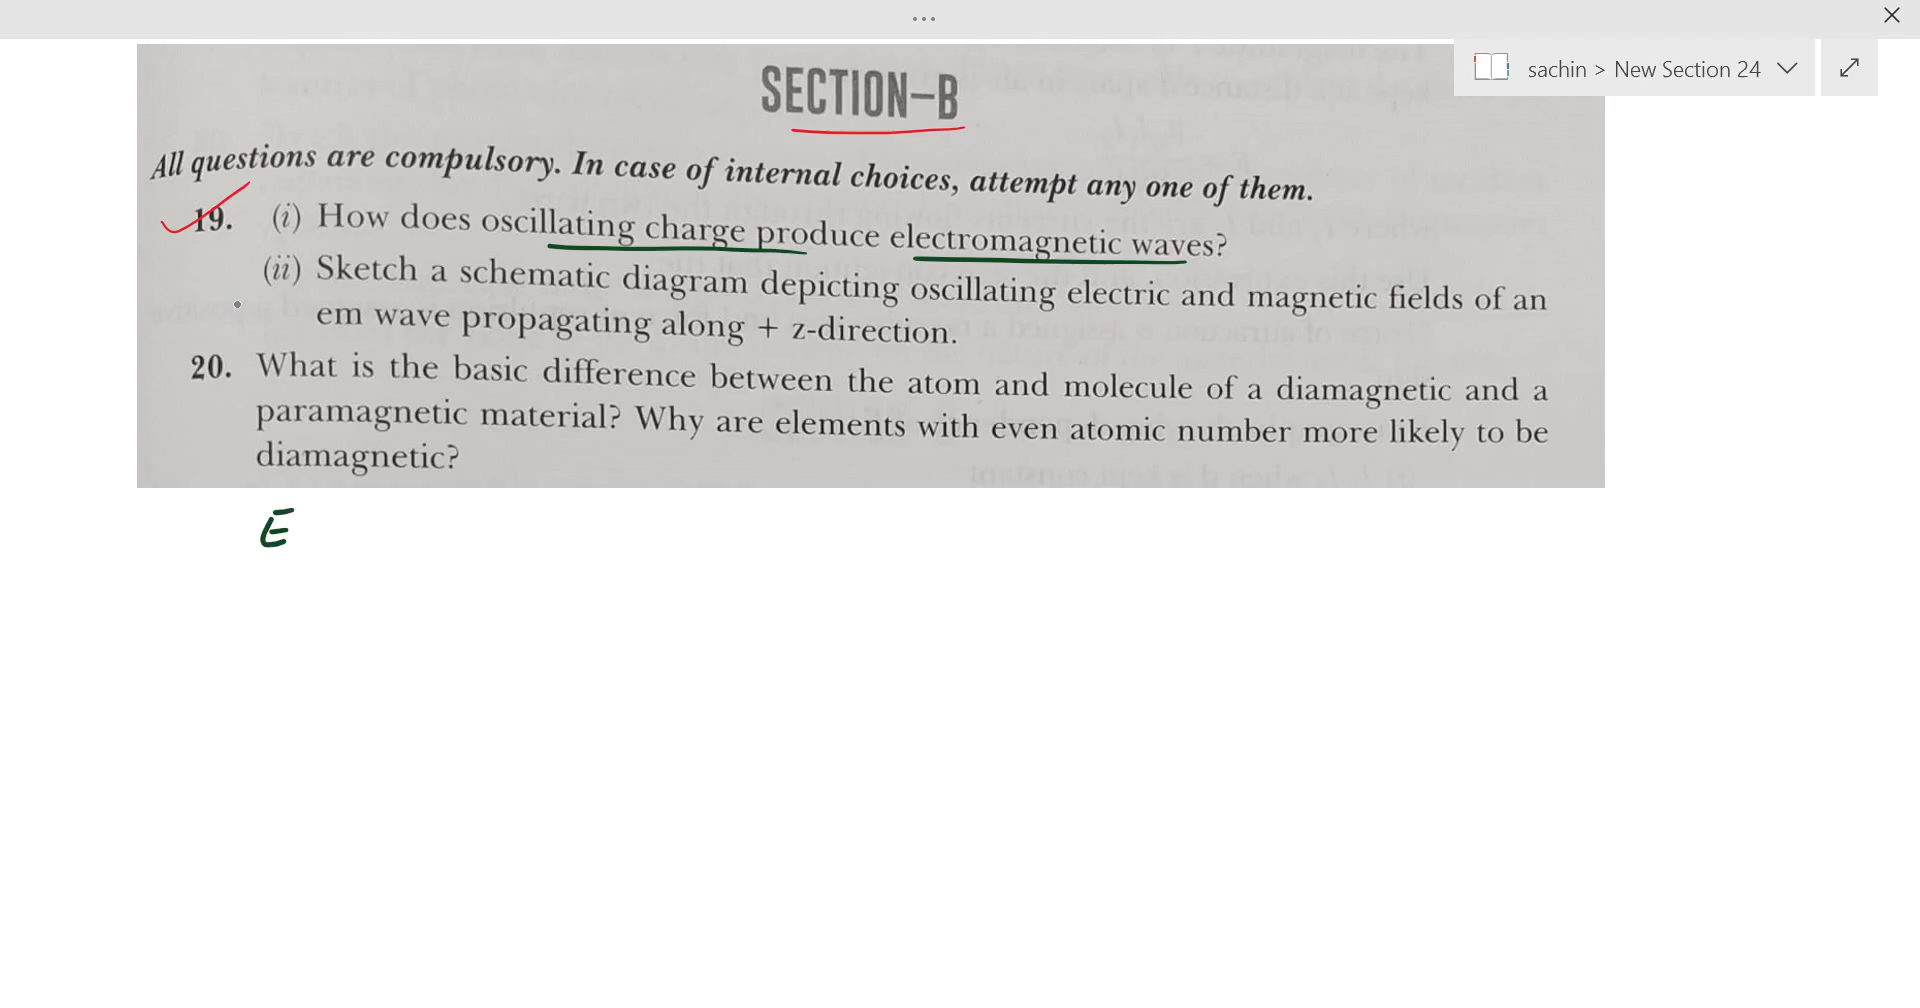 ...
sachin > New Section 24
SECTION–B
All questions are compulsory. In case of internal choices, attempt any one of them.
19. (i) How does oscillating charge produce electromagnetic waves?
(ii) Sketch a schematic diagram depicting oscillating electric and magnetic fields of an
em wave propagating along + z-direction.
20. What is the basic difference between the atom and molecule of a diamagnetic and a
paramagnetic material? Why are elements with even atomic number more likely to be
diamagnetic?
E